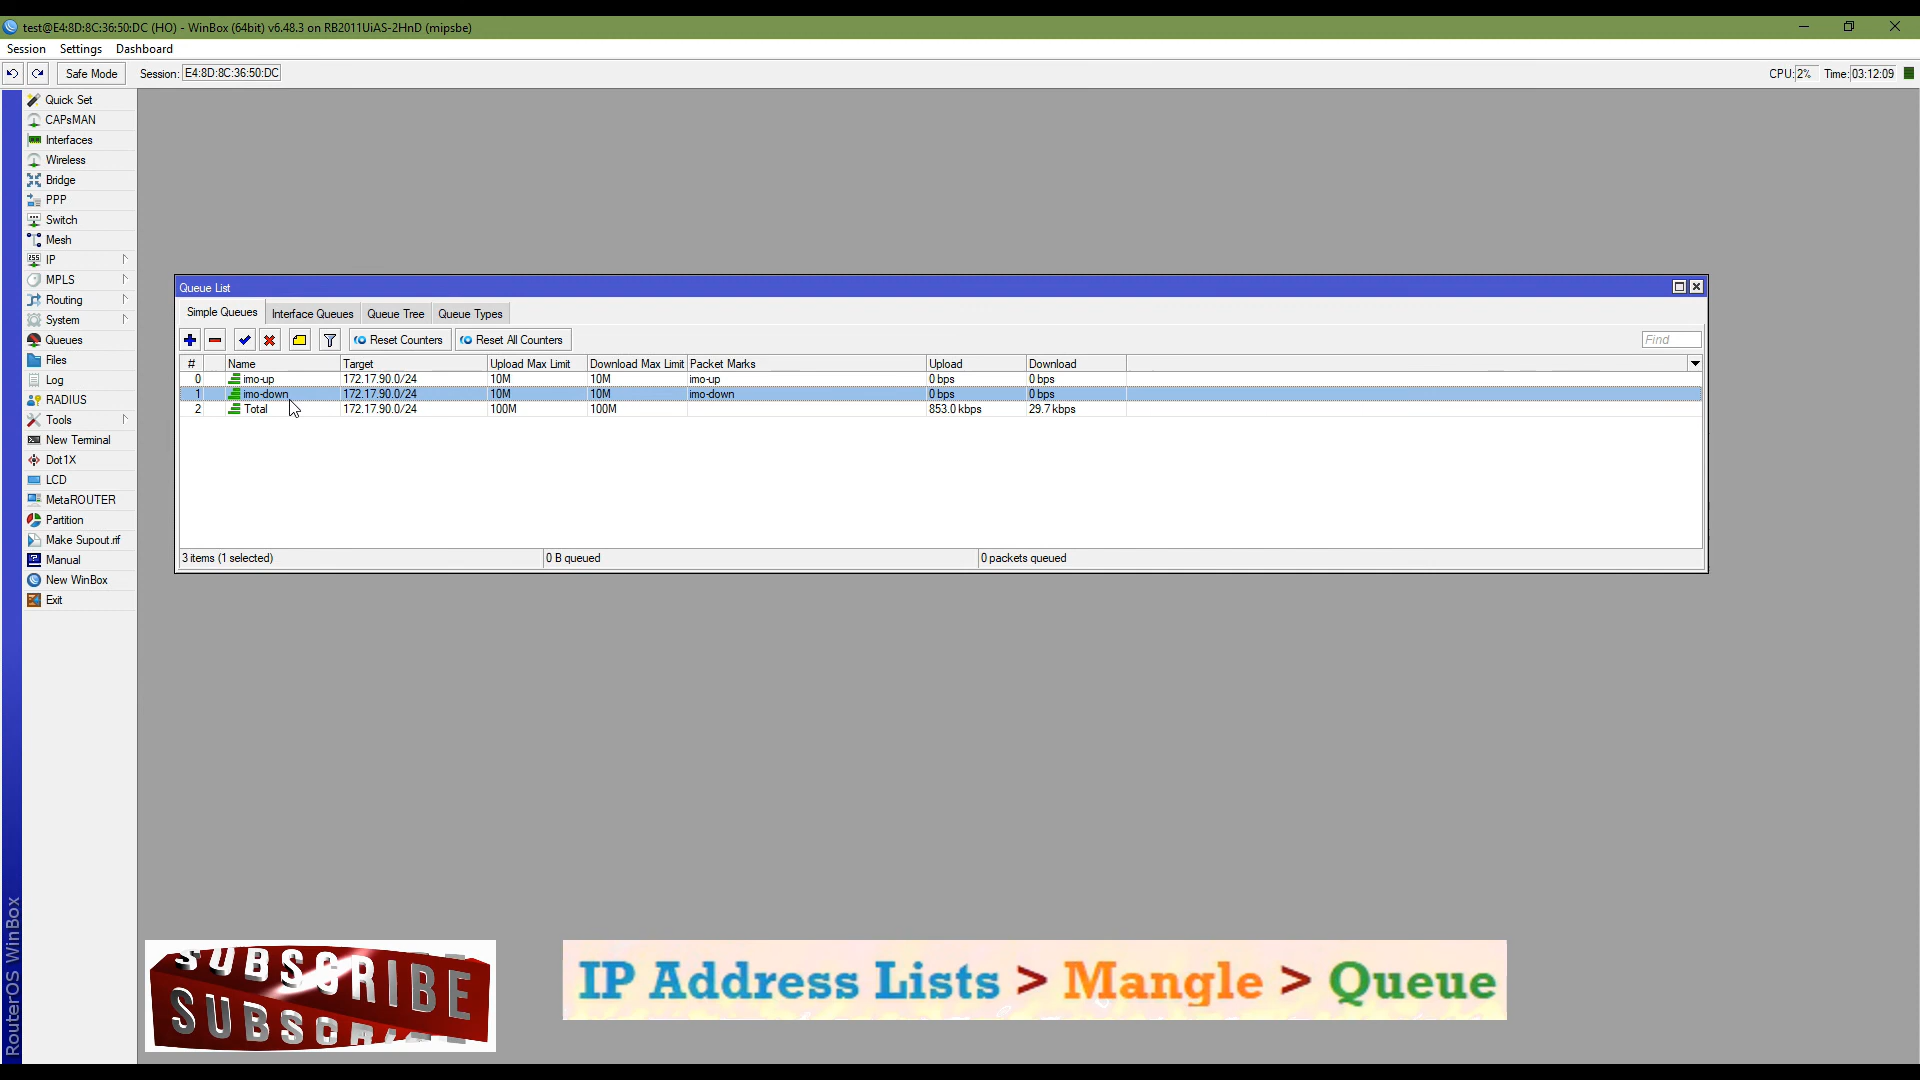 test@E4:8D:8C:36:50:DC (HO) - WinBox (64bit) v6.48.3 on RB2011UiAS-2HnD (mipsbe)
Session Settings Dashboard
Safe Mode Session: E4:8D:8C:36:50:DC CPU: 2% Time: 03:12:09
Quick Set
CAPsMAN
Interfaces
Wireless
Bridge
PPP
Switch
Mesh
IP
MPLS
Routing
System
Queues
Files
Log
RADIUS
Tools
New Terminal
Dot1X
LCD
MetaROUTER
Partition
Make Supout.rif
Manual
New WinBox
Exit
RouterOS WinBox
Queue List
Simple Queues Interface Queues Queue Tree Queue Types
Reset Counters Reset All Counters Find
# Name Target Upload Max Limit Download Max Limit Packet Marks Upload Download
0 imo-up 172.17.90.0/24 10M 10M imo-up 0 bps 0 bps
1 imo-down 172.17.90.0/24 10M 10M imo-down 0 bps 0 bps
2 Total 172.17.90.0/24 100M 100M 853.0 kbps 29.7 kbps
3 items (1 selected) 0 B queued 0 packets queued
SUBSCRIBE
SUBSCRIBE
IP Address Lists > Mangle > Queue